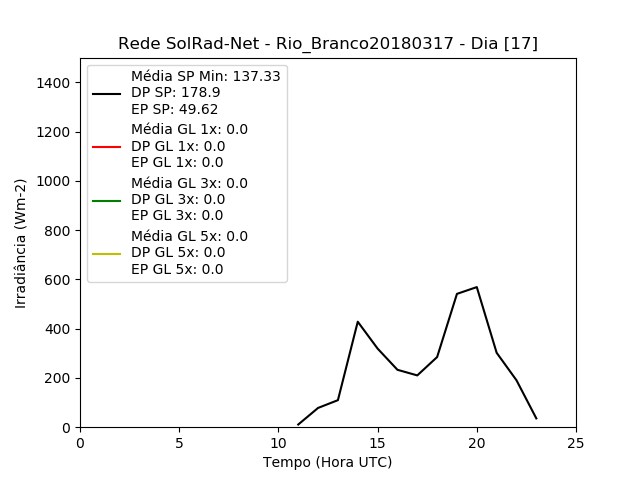 Rede SolRad-Net - Rio_Branco20180317 - Dia [17]
Média SP Min: 137.33
DP SP: 178.9
EP SP: 49.62
Média GL 1x: 0.0
DP GL 1x: 0.0
EP GL 1x: 0.0
Média GL 3x: 0.0
DP GL 3x: 0.0
EP GL 3x: 0.0
Média GL 5x: 0.0
DP GL 5x: 0.0
EP GL 5x: 0.0
Irradiância (Wm-2)
1400
1200
1000
800
600
400
200
0
0 5 10 15 20 25
Tempo (Hora UTC)